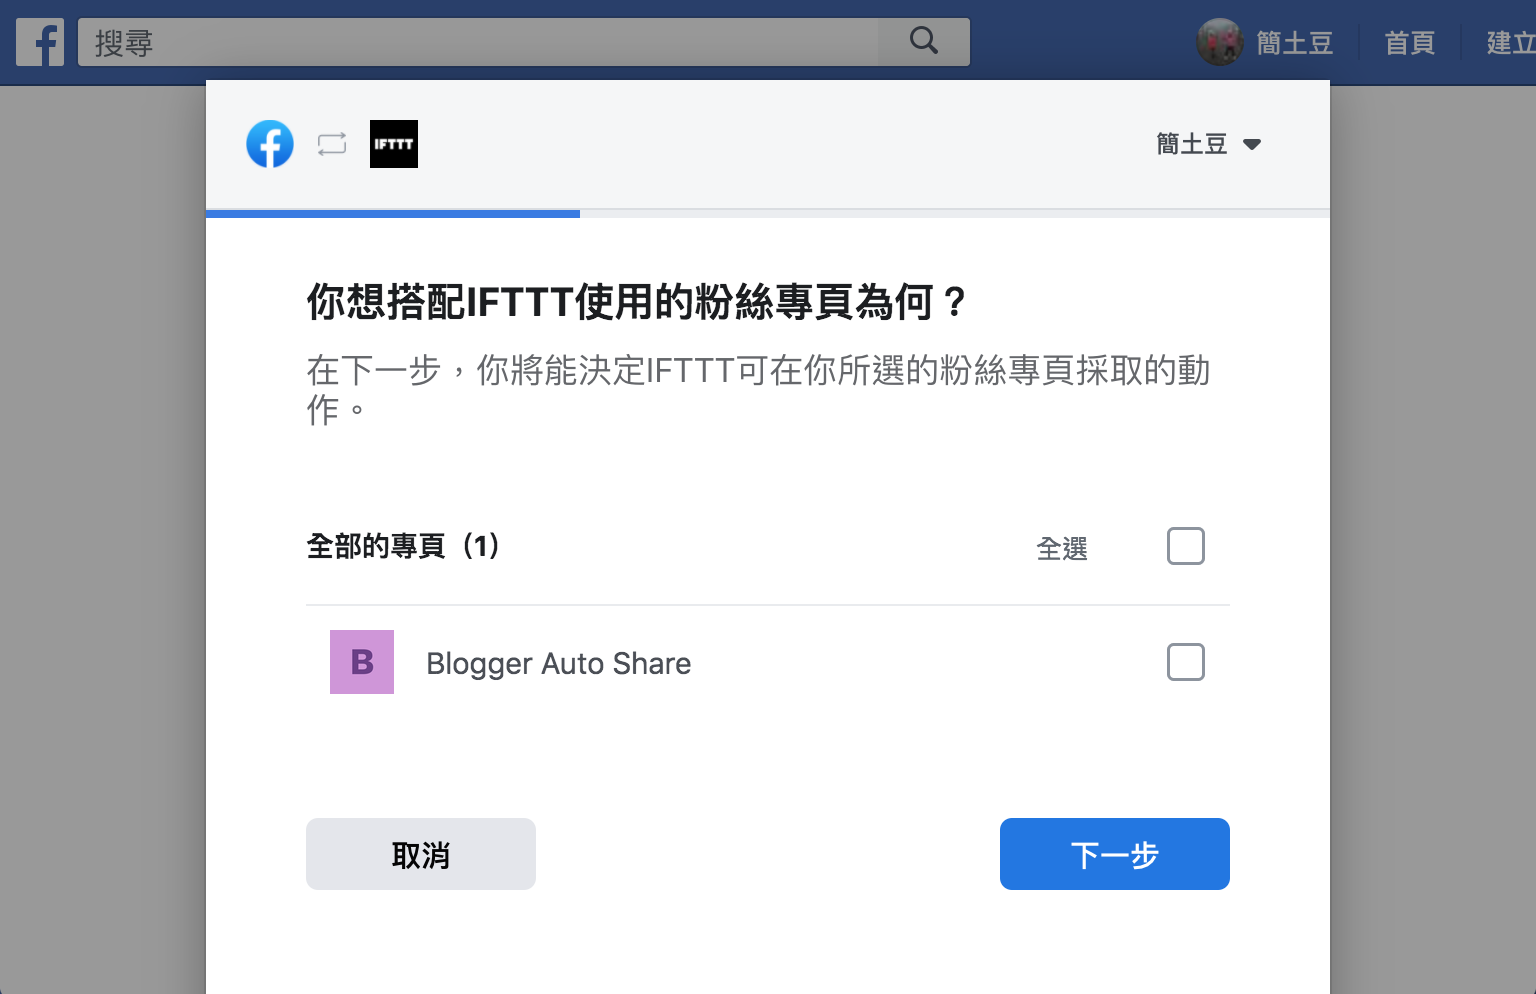 搜尋
簡土豆
首頁
建立
IFTTT
簡土豆
你想搭配IFTTT使用的粉絲專頁為何？
在下一步，你將能決定IFTTT可在你所選的粉絲專頁採取的動
作。
全部的專頁（1）
全選
B
Blogger Auto Share
取消
下一步